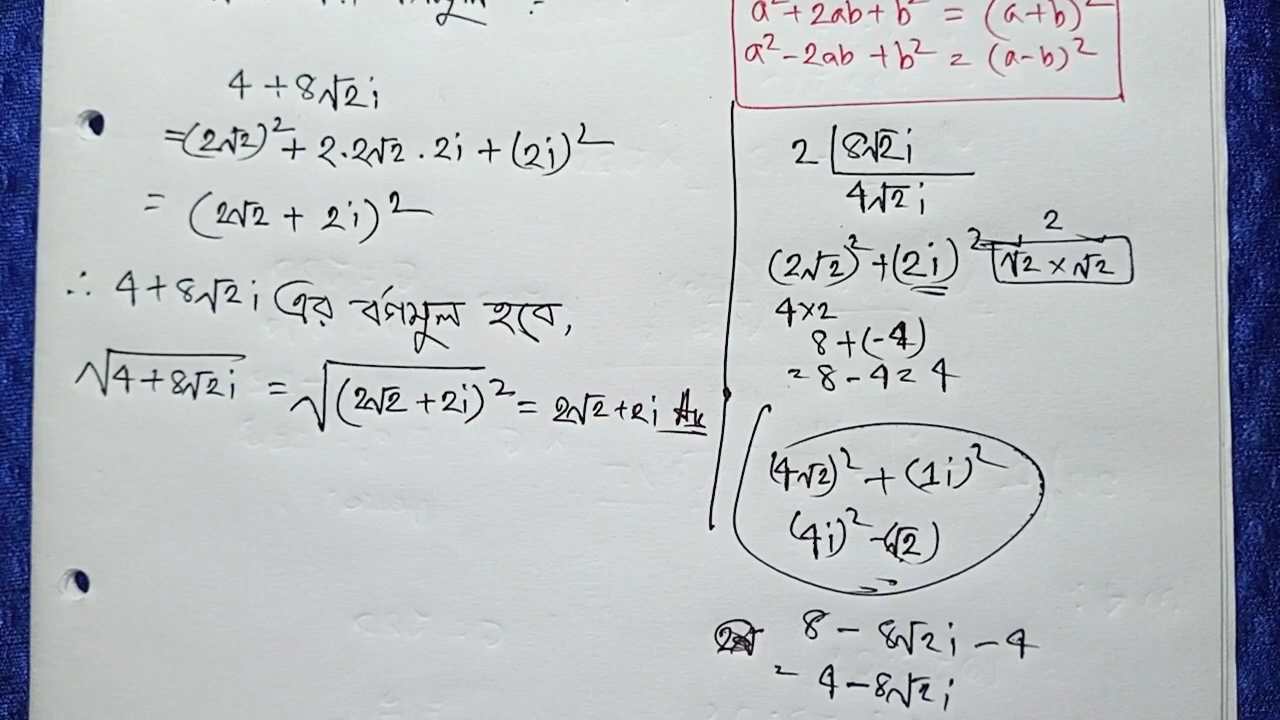 4 + 8√2i
= (2√2)² + 2.2√2 . 2i + (2i)²
= (2√2 + 2i)²
∴ 4 + 8√2i এর বর্গমূল হবে,
√4 + 8√2i = √(2√2 + 2i)² = 2√2 + 2i
a² + 2ab + b² = (a+b)²
a² - 2ab + b² = (a-b)²
2 | 8√2i
4√2i
2
(2√2)² + (2i)² √2 × √2
4×2
8 + (-4)
= 8 - 4 = 4
(4√2)² + (1i)²
(4i)² - (√2)
8 - 8√2i - 4
= 4 - 8√2i